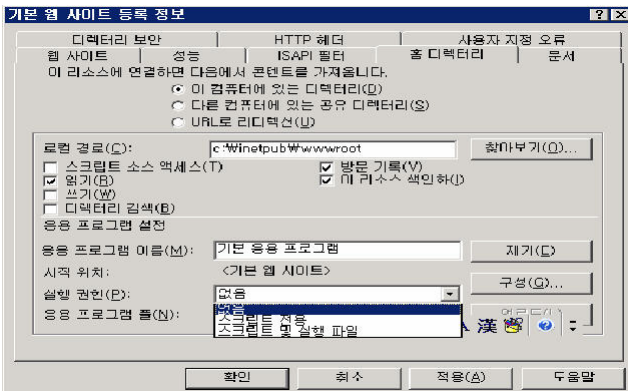 기본 웹 사이트 등록 정보
디렉터리 보안 HTTP 헤더 사용자 지정 오류
웹 사이트 성능 ISAPI 필터 홈 디렉터리 문서
이 리소스에 연결하면 다음에서 콘텐트를 가져옵니다.
이 컴퓨터에 있는 디렉터리(D)
다른 컴퓨터에 있는 공유 디렉터리(S)
URL로 리디렉션(U)
로컬 경로(C): c:₩inetpub₩wwwroot 찾아보기(O)...
스크립트 소스 액세스(T) 방문 기록(V)
읽기(R) 이 리소스 색인하(I)
쓰기(W)
디렉터리 검색(B)
응용 프로그램 설정
응용 프로그램 이름(M): 기본 응용 프로그램 제거(E)
시작 위치: <기본 웹 사이트>
구성(G)...
실행 권한(P): 없음
없음
응용 프로그램 풀(N): 스크립트 전용
스크립트 및 실행 파일
漢
확인 취소 적용(A) 도움말